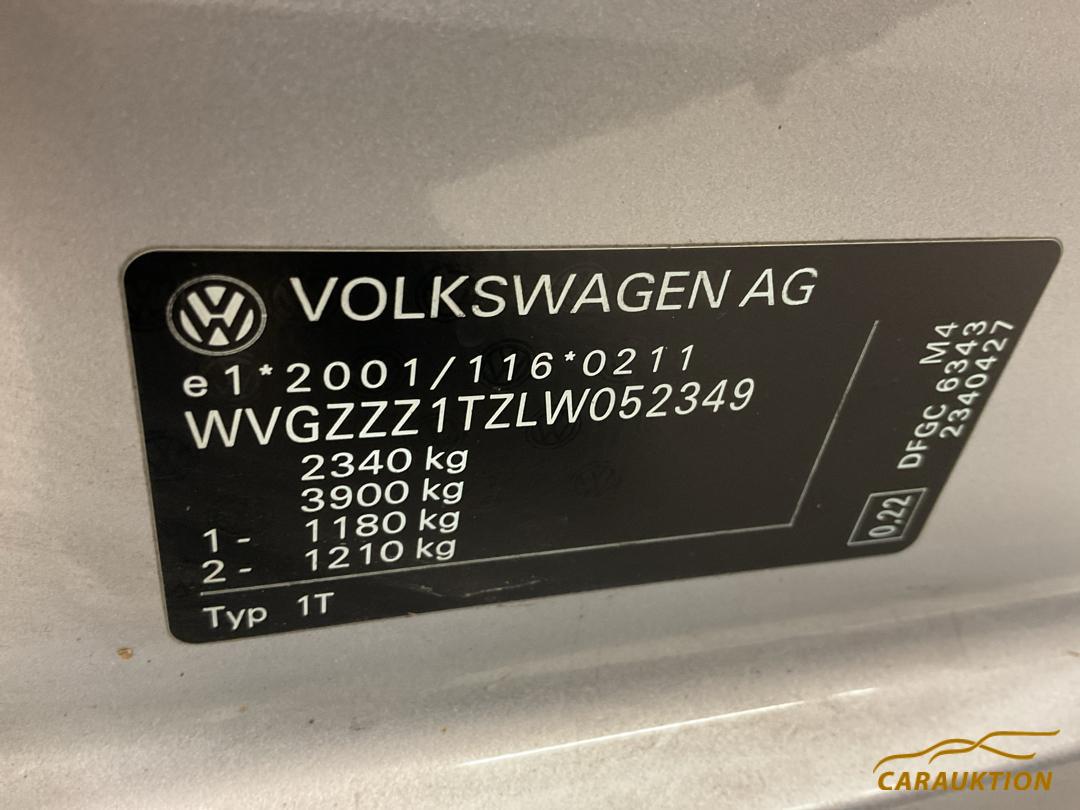 VOLKSWAGEN AG
e1*2001/116*0211
WVGZZZ1TZLW052349
2340 kg
3900 kg
1- 1180 kg
2- 1210 kg
Typ 1T
M4
DFGC 6343
2340427
0,22
CARAUKTION